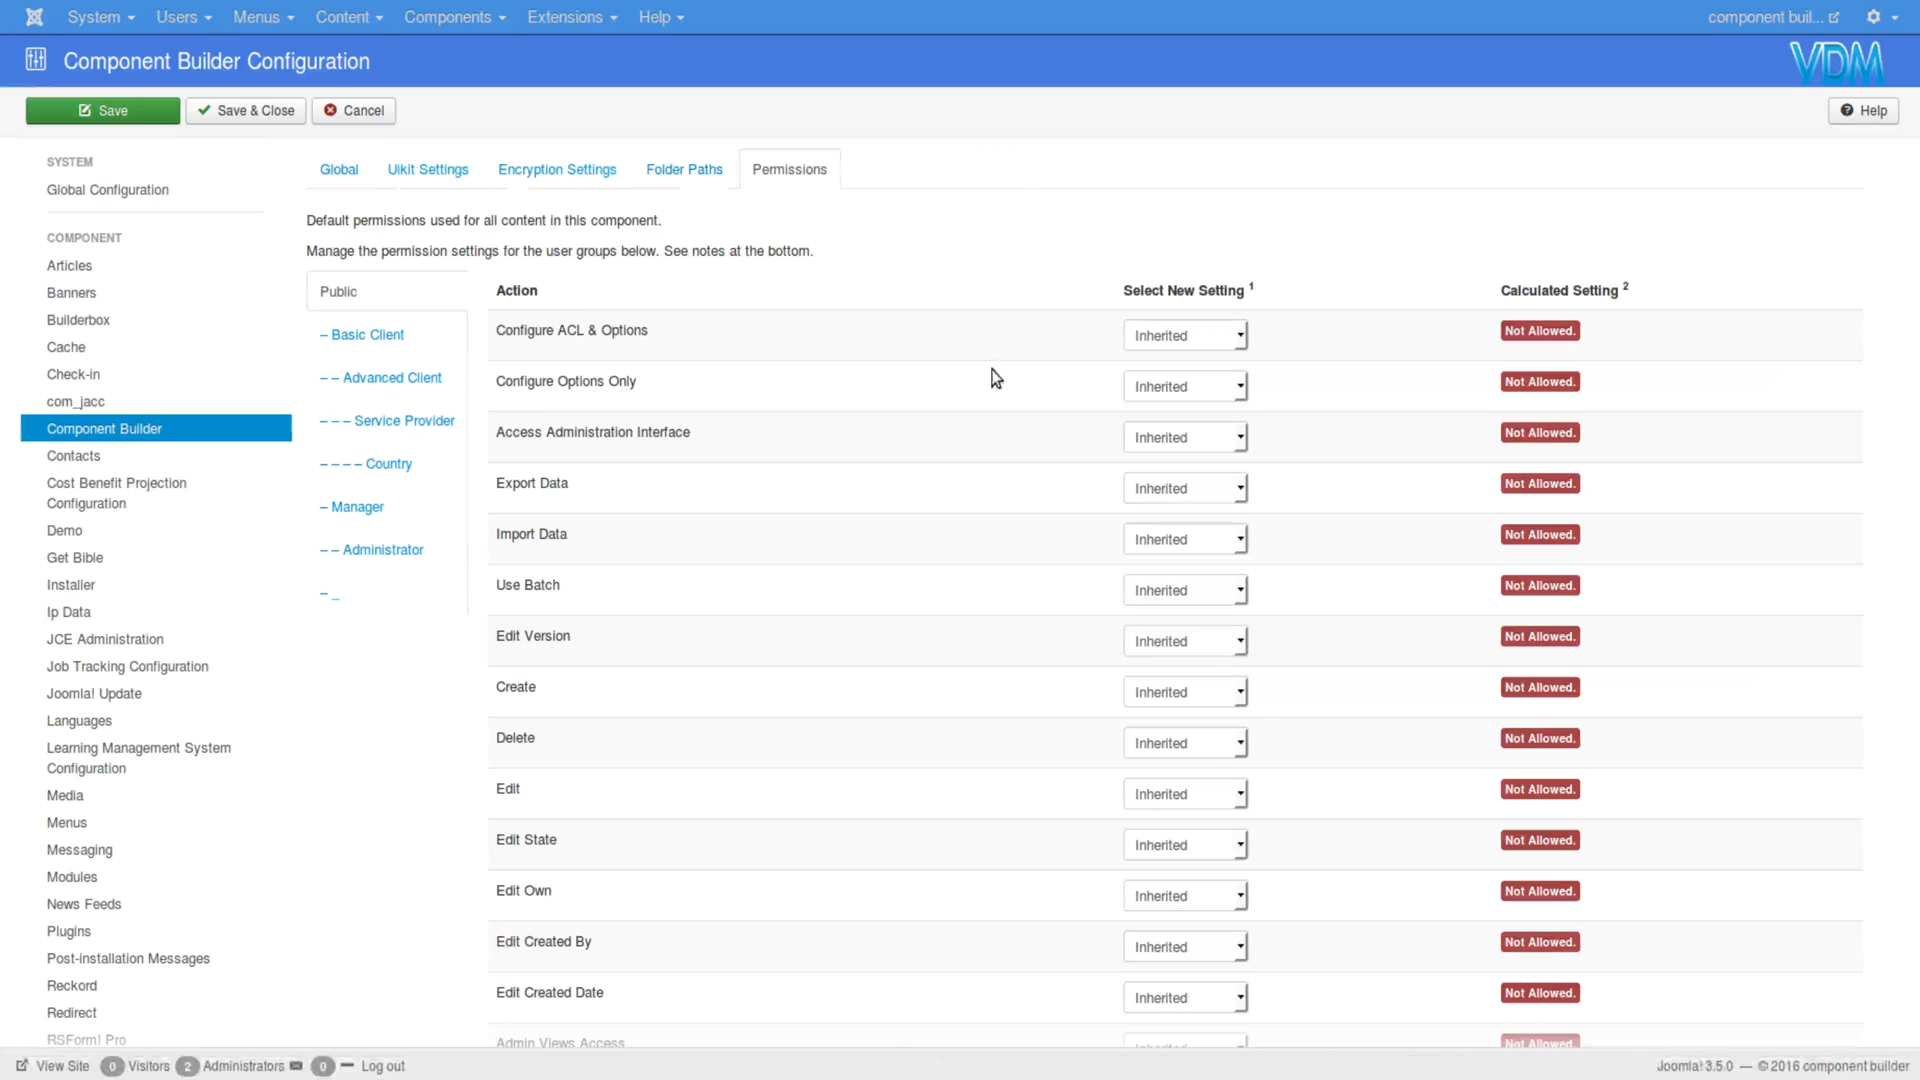 System Users Menus Content Components Extensions Help component buil...
Component Builder Configuration VDM
Save Save & Close Cancel Help
SYSTEM
Global Configuration
COMPONENT
Articles
Banners
Builderbox
Cache
Check-in
com_jacc
Component Builder
Contacts
Cost Benefit Projection
Configuration
Demo
Get Bible
Installer
Ip Data
JCE Administration
Job Tracking Configuration
Joomla! Update
Languages
Learning Management System
Configuration
Media
Menus
Messaging
Modules
News Feeds
Plugins
Post-installation Messages
Reckord
Redirect
RSForm! Pro
Global Uikit Settings Encryption Settings Folder Paths Permissions
Default permissions used for all content in this component.
Manage the permission settings for the user groups below. See notes at the bottom.
Public
– Basic Client
– – Advanced Client
– – – Service Provider
– – – – Country
– Manager
– – Administrator
– _
Action Select New Setting 1 Calculated Setting 2
Configure ACL & Options Inherited Not Allowed.
Configure Options Only Inherited Not Allowed.
Access Administration Interface Inherited Not Allowed.
Export Data Inherited Not Allowed.
Import Data Inherited Not Allowed.
Use Batch Inherited Not Allowed.
Edit Version Inherited Not Allowed.
Create Inherited Not Allowed.
Delete Inherited Not Allowed.
Edit Inherited Not Allowed.
Edit State Inherited Not Allowed.
Edit Own Inherited Not Allowed.
Edit Created By Inherited Not Allowed.
Edit Created Date Inherited Not Allowed.
Admin Views Access Inherited Not Allowed.
View Site 0 Visitors 2 Administrators 0 Log out Joomla! 3.5.0 — © 2016 component builder